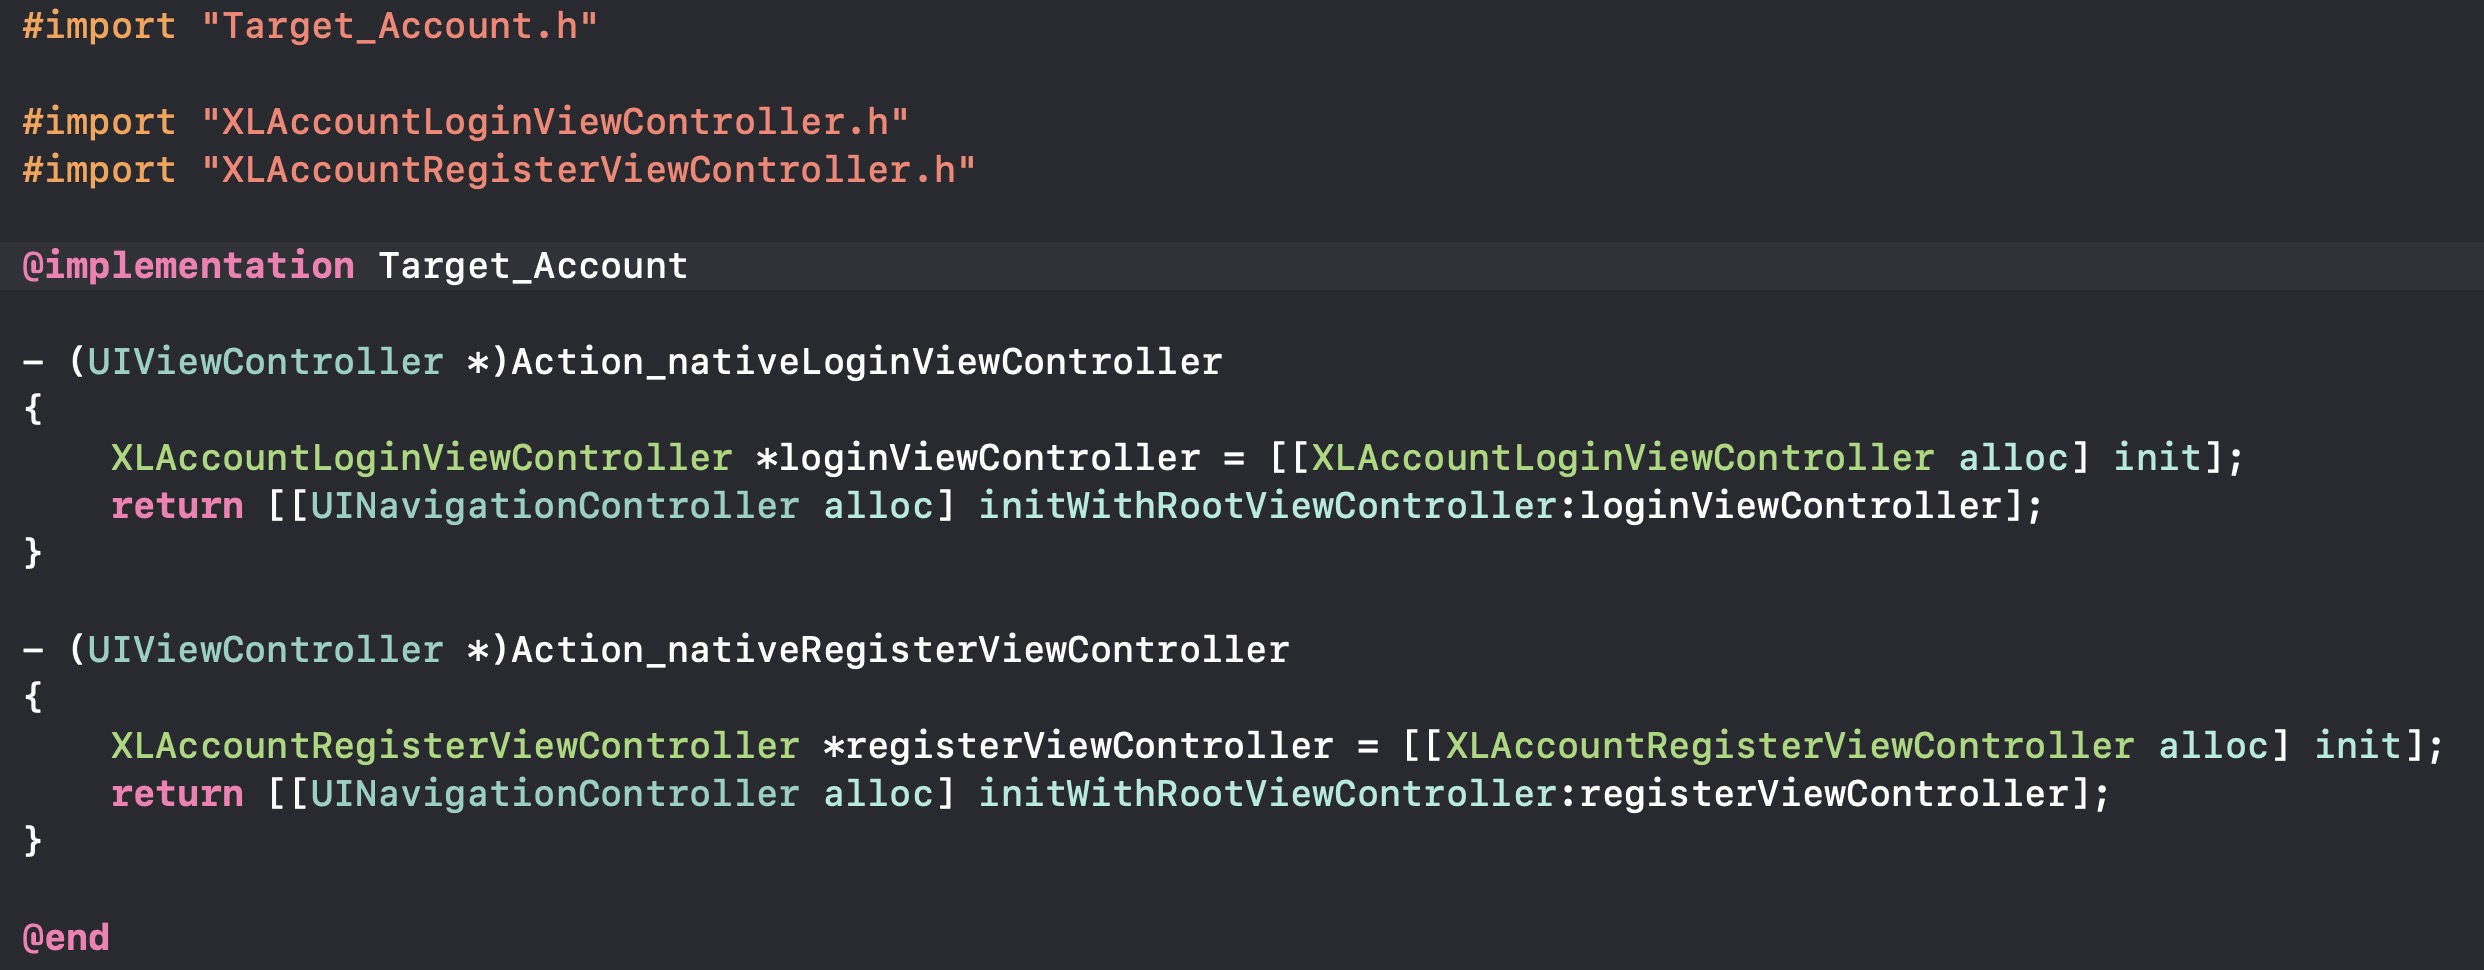 #import "Target_Account.h"
#import "XLAccountLoginViewController.h"
#import "XLAccountRegisterViewController.h"
@implementation Target_Account
- (UIViewController *)Action_nativeLoginViewController
{
    XLAccountLoginViewController *loginViewController = [[XLAccountLoginViewController alloc] init];
    return [[UINavigationController alloc] initWithRootViewController:loginViewController];
}
- (UIViewController *)Action_nativeRegisterViewController
{
    XLAccountRegisterViewController *registerViewController = [[XLAccountRegisterViewController alloc] init];
    return [[UINavigationController alloc] initWithRootViewController:registerViewController];
}
@end